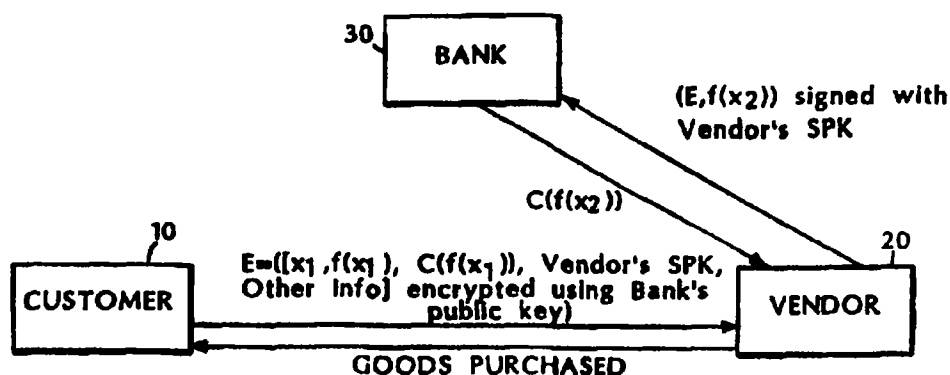 30
BANK
(E,f(x2)) signed with
Vendor's SPK
C(f(x2))
10
20
E=([x1,f(x1), C(f(x1)), Vendor's SPK,
Other Info] encrypted using Bank's
public key)
CUSTOMER
VENDOR
GOODS PURCHASED